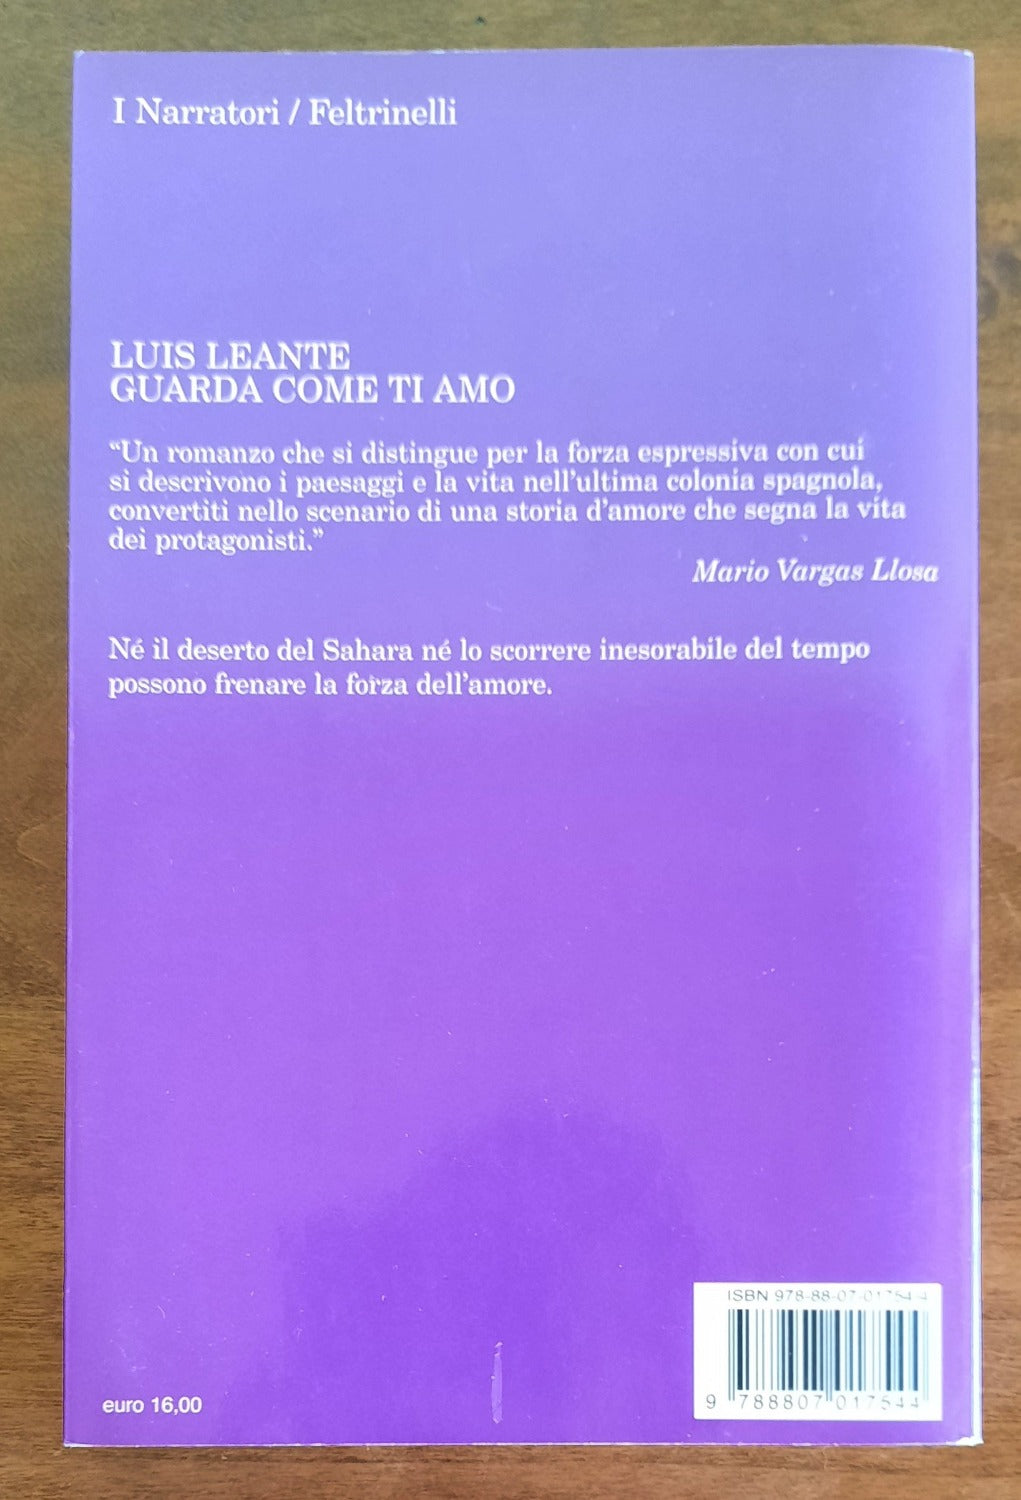 I Narratori / Feltrinelli
LUIS LEANTE
GUARDA COME TI AMO
“Un romanzo che si distingue per la forza espressiva con cui
si descrivono i paesaggi e la vita nell’ultima colonia spagnola,
convertiti nello scenario di una storia d’amore che segna la vita
dei protagonisti.”
Mario Vargas Llosa
Né il deserto del Sahara né lo scorrere inesorabile del tempo
possono frenare la forza dell’amore.
ISBN 978-88-07-01754-4
9 788807 017544
euro 16,00